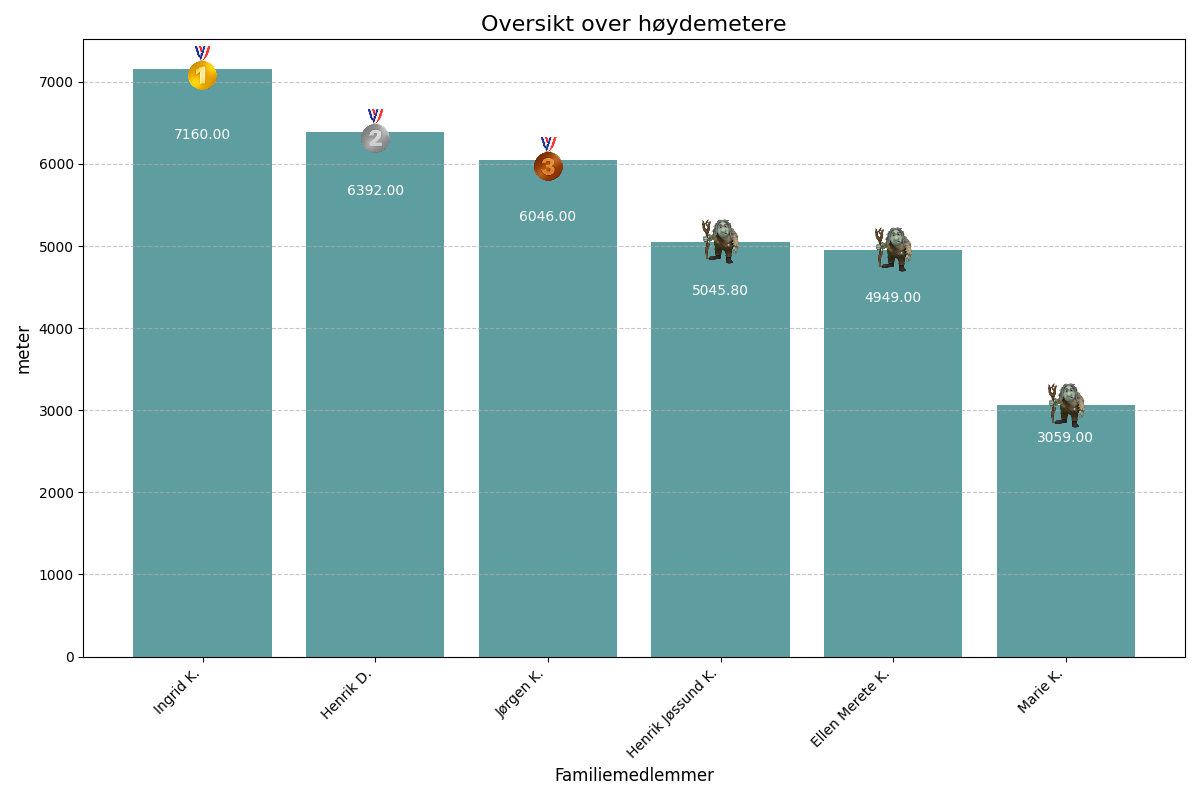 Oversikt over høydemetere
1
7000
7160.00
2
6392.00
3
6000
6046.00
5000
5045.80
4949.00
meter
4000
3000
3059.00
2000
1000
0
Ingrid K.
Henrik D.
Jørgen K.
Henrik Jøssund K.
Ellen Merete K.
Marie K.
Familiemedlemmer